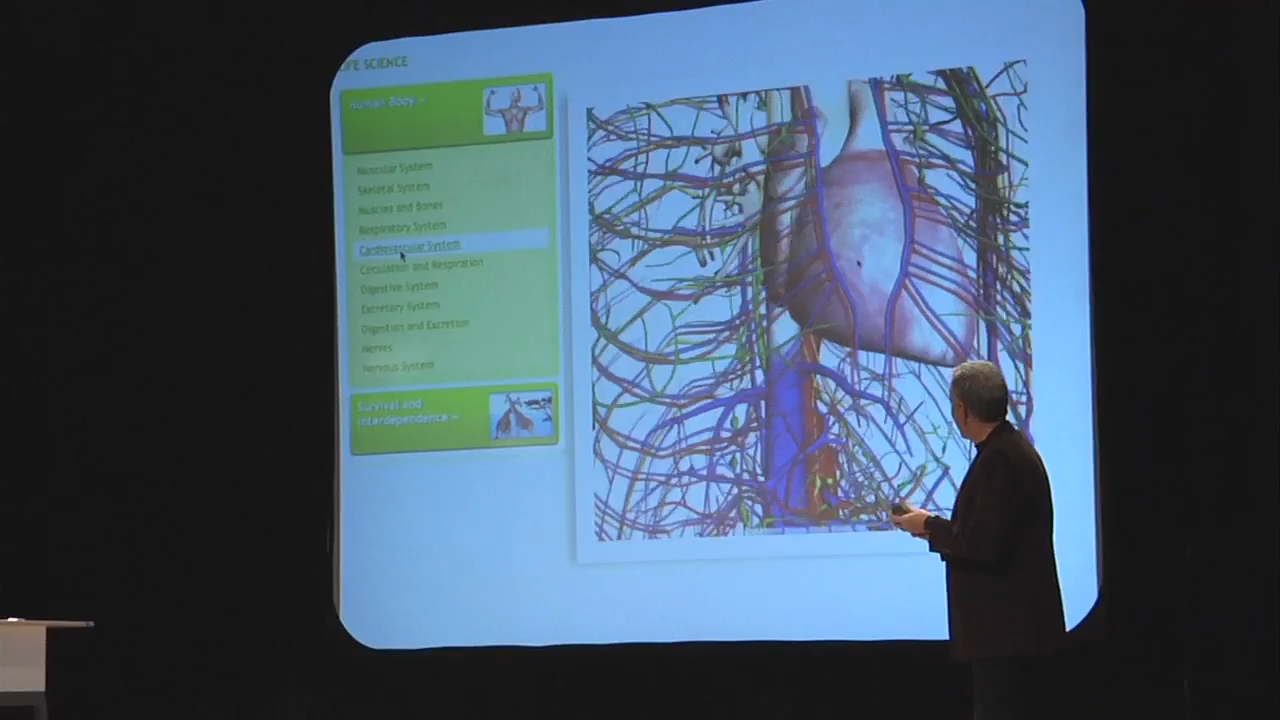 LIFE SCIENCE
Human Body –
Muscular System
Skeletal System
Muscles and Bones
Respiratory System
Cardiovascular System
Circulation and Respiration
Digestive System
Excretory System
Digestion and Excretion
Nerves
Nervous System
Survival and
interdependence –